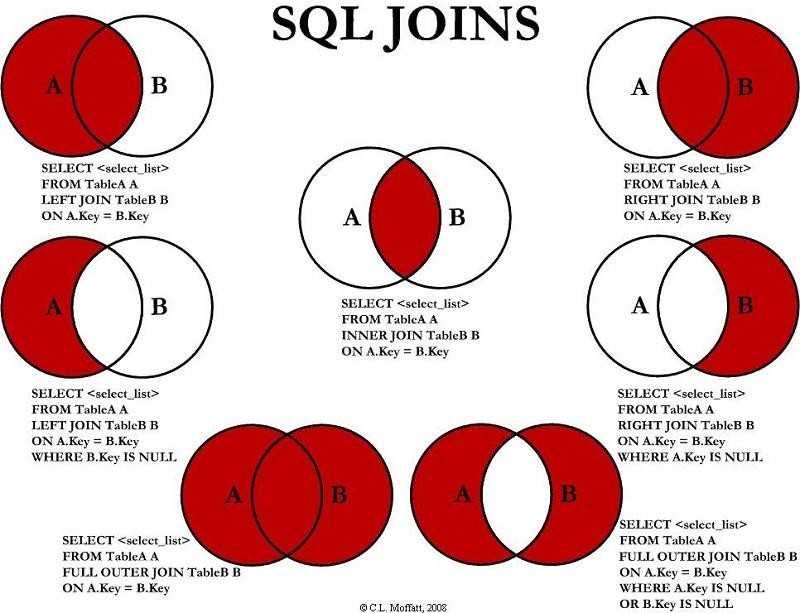 SQL JOINS
A B
SELECT <select_list>
FROM TableA A
LEFT JOIN TableB B
ON A.Key = B.Key
A B
SELECT <select_list>
FROM TableA A
RIGHT JOIN TableB B
ON A.Key = B.Key
A B
SELECT <select_list>
FROM TableA A
INNER JOIN TableB B
ON A.Key = B.Key
A B
SELECT <select_list>
FROM TableA A
LEFT JOIN TableB B
ON A.Key = B.Key
WHERE B.Key IS NULL
A B
SELECT <select_list>
FROM TableA A
RIGHT JOIN TableB B
ON A.Key = B.Key
WHERE A.Key IS NULL
A B
SELECT <select_list>
FROM TableA A
FULL OUTER JOIN TableB B
ON A.Key = B.Key
A B
SELECT <select_list>
FROM TableA A
FULL OUTER JOIN TableB B
ON A.Key = B.Key
WHERE A.Key IS NULL
OR B.Key IS NULL
© C.L. Moffatt, 2008